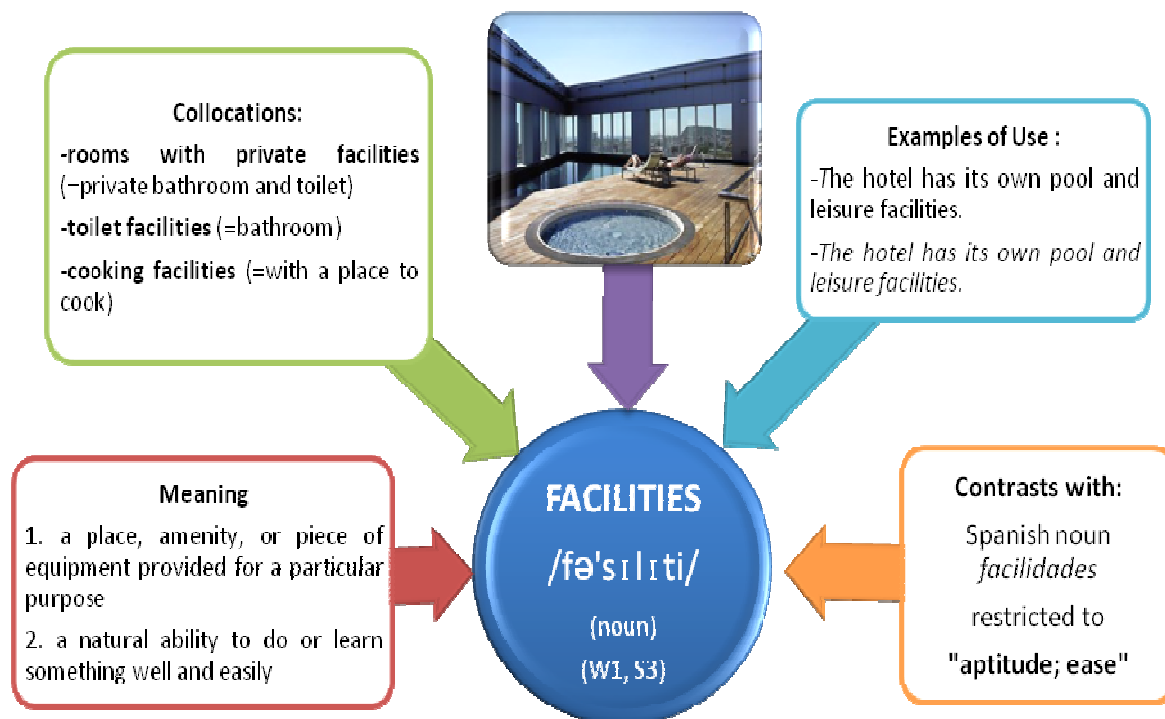 Collocations:
-rooms with private facilities
(=private bathroom and toilet)
-toilet facilities (=bathroom)
-cooking facilities (=with a place to
cook)
Examples of Use :
-The hotel has its own pool and
leisure facilities.
-The hotel has its own pool and
leisure facilities.
Meaning
1. a place, amenity, or piece of
equipment provided for a particular
purpose
2. a natural ability to do or learn
something well and easily
FACILITIES
/fə'sɪlɪti/
(noun)
(W1, S3)
Contrasts with:
Spanish noun
facilidades
restricted to
"aptitude; ease"